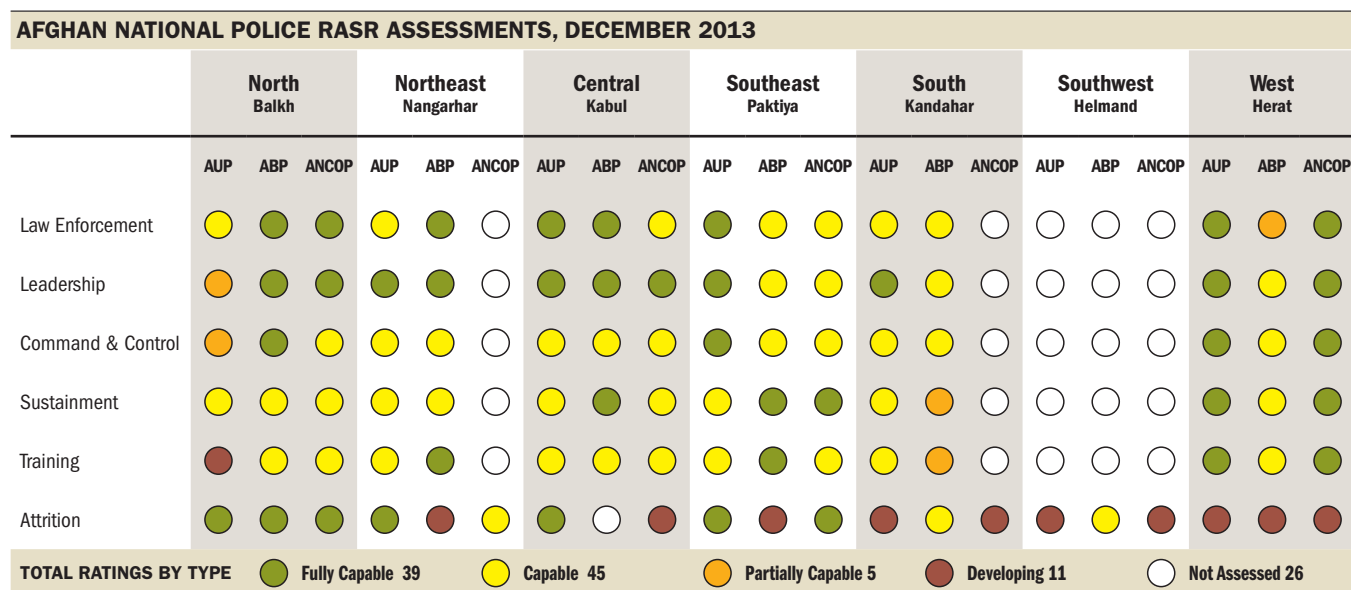 AFGHAN NATIONAL POLICE RASR ASSESSMENTS, DECEMBER 2013
North Northeast Central Southeast South Southwest West
Balkh Nangarhar Kabul Paktiya Kandahar Helmand Herat
AUP ABP ANCOP AUP ABP ANCOP AUP ABP ANCOP AUP ABP ANCOP AUP ABP ANCOP AUP ABP ANCOP AUP ABP ANCOP
Law Enforcement
Leadership
Command & Control
Sustainment
Training
Attrition
TOTAL RATINGS BY TYPE Fully Capable 39 Capable 45 Partially Capable 5 Developing 11 Not Assessed 26